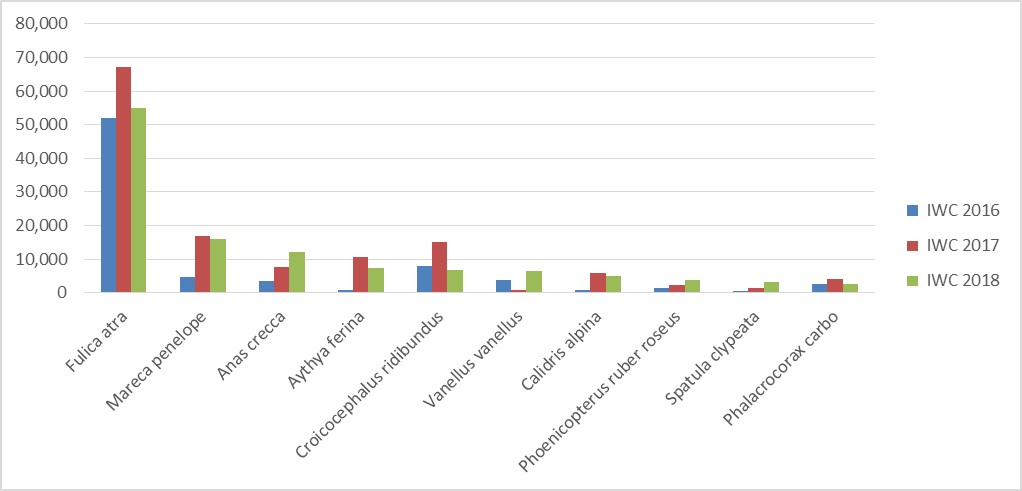 80,000
70,000
60,000
50,000
40,000
30,000
20,000
10,000
0
Fulica atra
Mareca penelope
Anas crecca
Aythya ferina
Croicocephalus ridibundus
Vanellus vanellus
Calidris alpina
Phoenicopterus ruber roseus
Spatula clypeata
Phalacrocorax carbo
IWC 2016
IWC 2017
IWC 2018